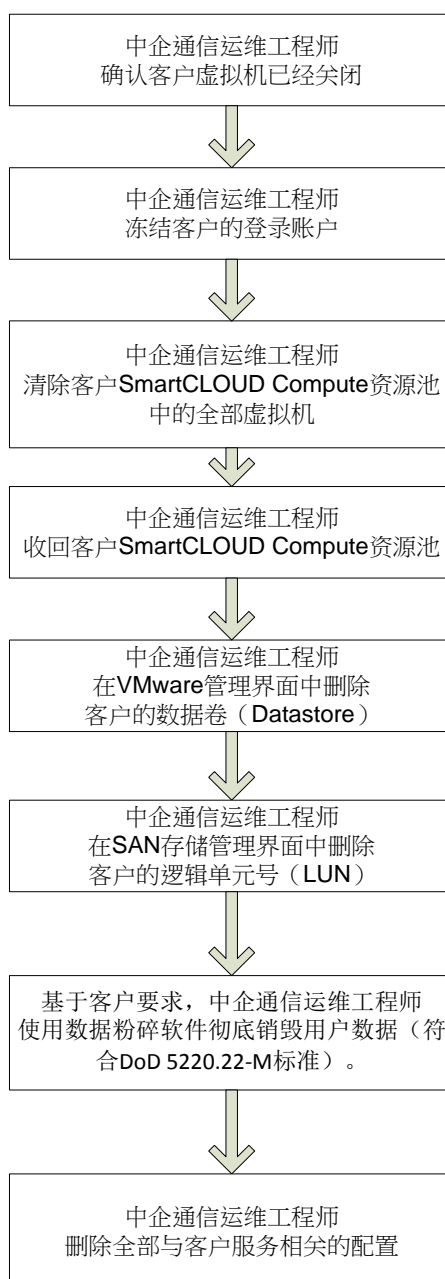 中企通信运维工程师
确认客户虚拟机已经关闭
中企通信运维工程师
冻结客户的登录账户
中企通信运维工程师
清除客户SmartCLOUD Compute资源池
中的全部虚拟机
中企通信运维工程师
收回客户SmartCLOUD Compute资源池
中企通信运维工程师
在VMware管理界面中删除
客户的数据卷（Datastore）
中企通信运维工程师
在SAN存储管理界面中删除
客户的逻辑单元号（LUN）
基于客户要求，中企通信运维工程师
使用数据粉碎软件彻底销毁用户数据（符
合DoD 5220.22-M标准）。
中企通信运维工程师
删除全部与客户服务相关的配置